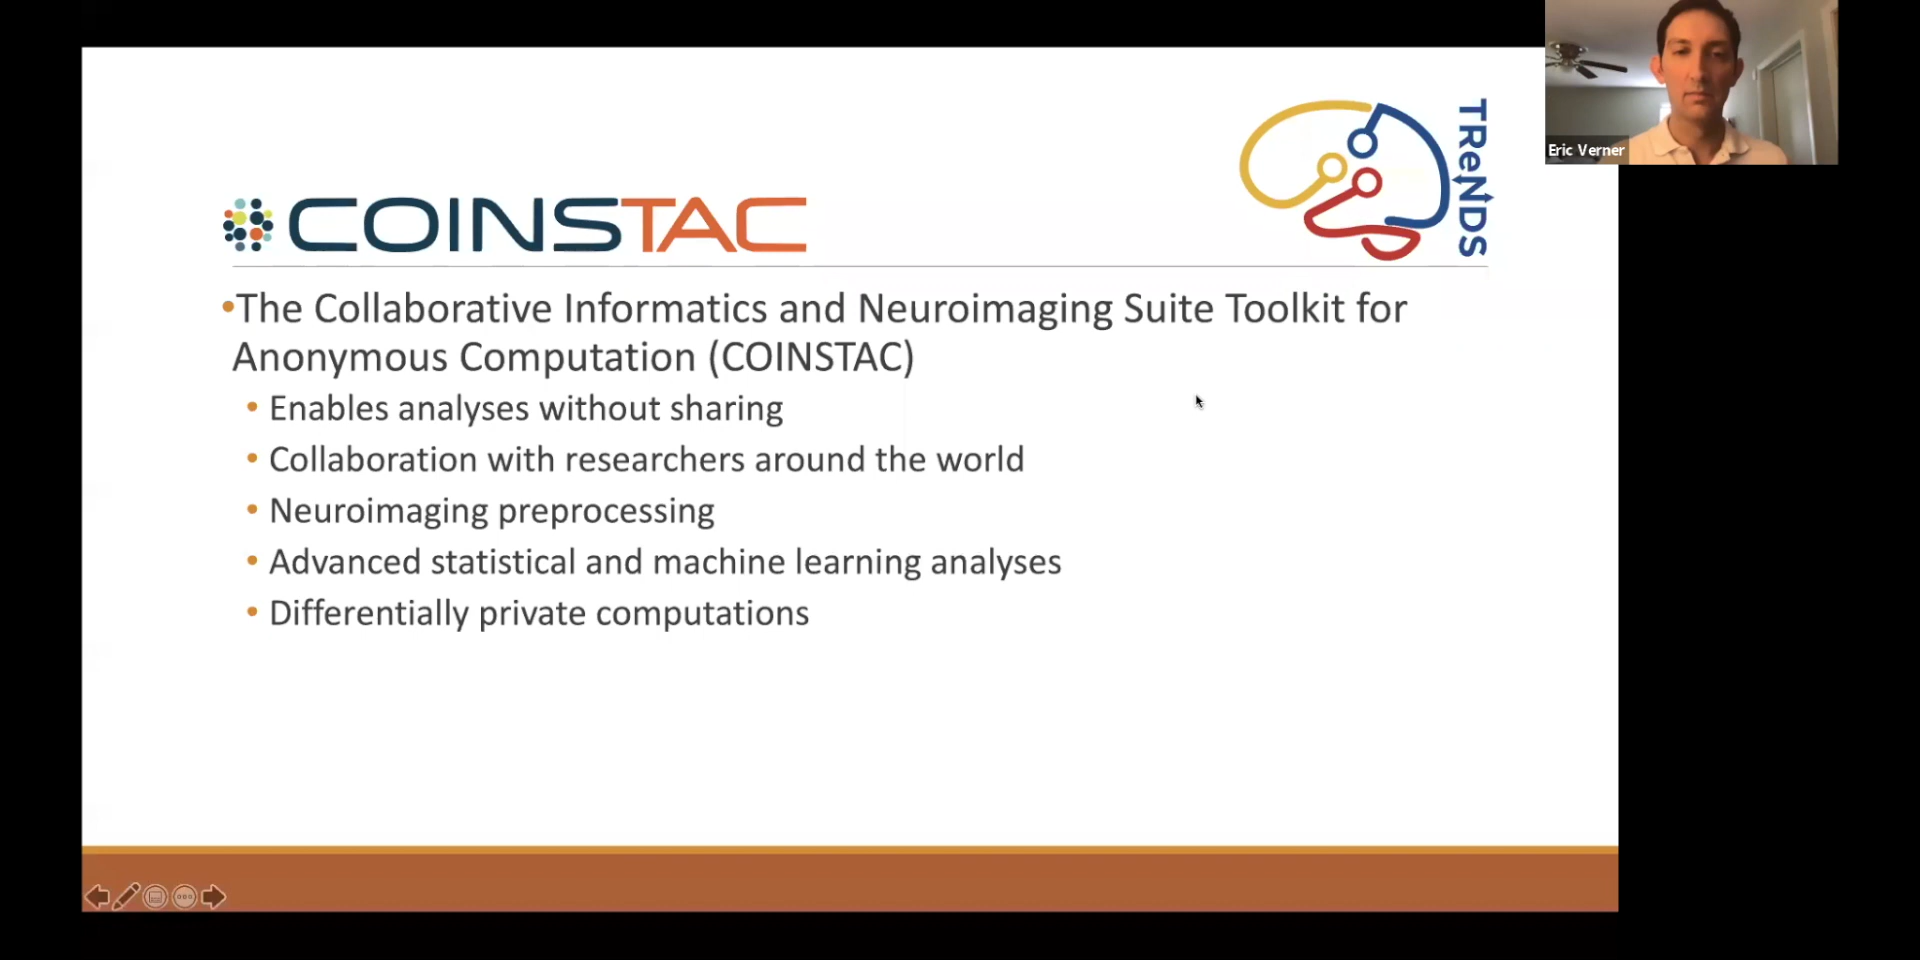 COINSTAC
TReNDS
Eric Verner
•The Collaborative Informatics and Neuroimaging Suite Toolkit for
Anonymous Computation (COINSTAC)
• Enables analyses without sharing
• Collaboration with researchers around the world
• Neuroimaging preprocessing
• Advanced statistical and machine learning analyses
• Differentially private computations